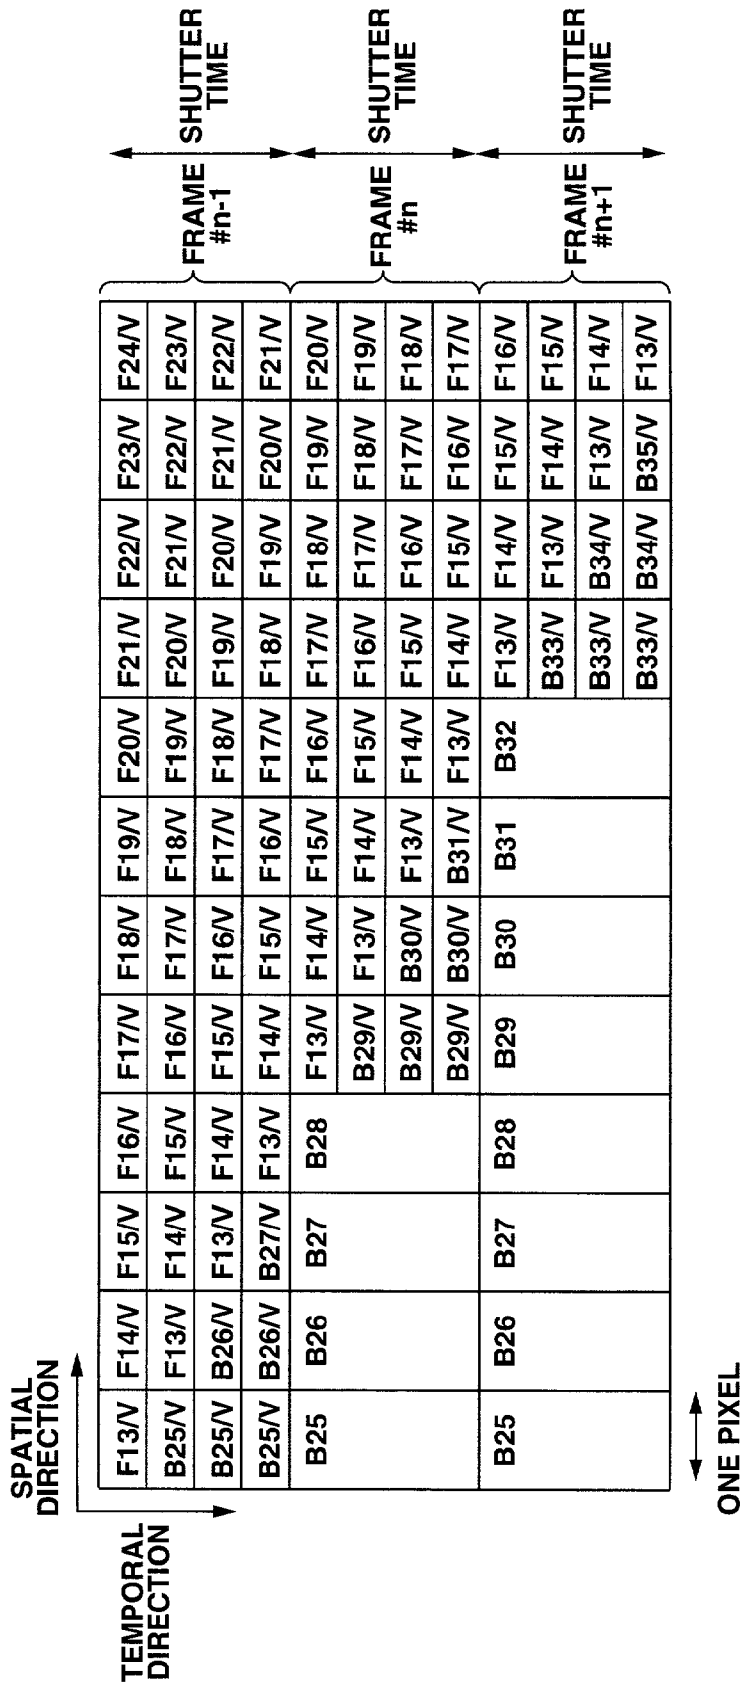 SPATIAL
DIRECTION
TEMPORAL
DIRECTION
F13/V F14/V F15/V F16/V F17/V F18/V F19/V F20/V F21/V F22/V F23/V F24/V
B25/V F13/V F14/V F15/V F16/V F17/V F18/V F19/V F20/V F21/V F22/V F23/V
B25/V B26/V F13/V F14/V F15/V F16/V F17/V F18/V F19/V F20/V F21/V F22/V
B25/V B26/V B27/V F13/V F14/V F15/V F16/V F17/V F18/V F19/V F20/V F21/V
FRAME
#n-1
SHUTTER
TIME
B25 B26 B27 B28 F13/V F14/V F15/V F16/V F17/V F18/V F19/V F20/V
B29/V F13/V F14/V F15/V F16/V F17/V F18/V F19/V
B29/V B30/V F13/V F14/V F15/V F16/V F17/V F18/V
B29/V B30/V B31/V F13/V F14/V F15/V F16/V F17/V
FRAME
#n
SHUTTER
TIME
B25 B26 B27 B28 B29 B30 B31 B32 F13/V F14/V F15/V F16/V
B33/V F13/V F14/V F15/V
B33/V B34/V F13/V F14/V
B33/V B34/V B35/V F13/V
FRAME
#n+1
SHUTTER
TIME
ONE PIXEL